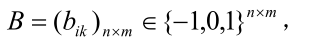 B = (b_{ik})_{n×m} ∈ {−1,0,1}^{n×m} ,